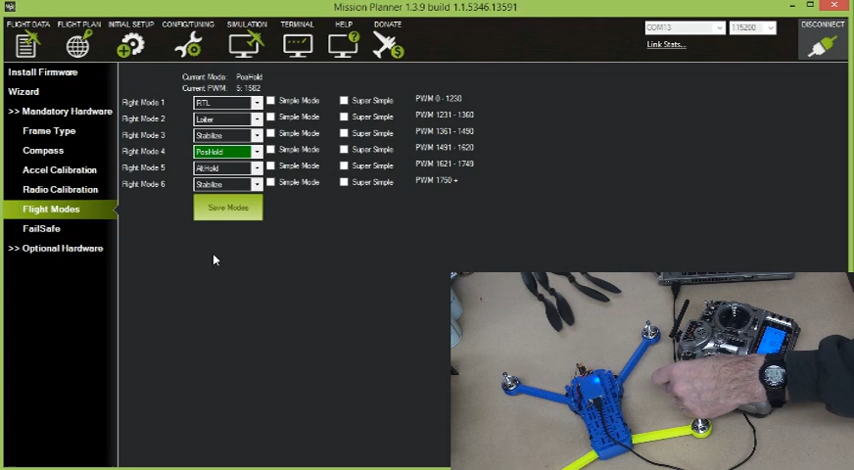 Mission Planner 1.3.9 build 1.1.5346.13591
FLIGHT DATA FLIGHT PLAN INITIAL SETUP CONFIG/TUNING SIMULATION TERMINAL HELP DONATE
COM13 115200 DISCONNECT
Link Stats...
Install Firmware
Wizard
>> Mandatory Hardware
Frame Type
Compass
Accel Calibration
Radio Calibration
Flight Modes
FailSafe
>> Optional Hardware
Current Mode: PosHold
Current PWM: 5: 1582
Flight Mode 1 RTL Simple Mode Super Simple PWM 0 - 1230
Flight Mode 2 Loiter Simple Mode Super Simple PWM 1231 - 1360
Flight Mode 3 Stabilize Simple Mode Super Simple PWM 1361 - 1490
Flight Mode 4 PosHold Simple Mode Super Simple PWM 1491 - 1620
Flight Mode 5 AltHold Simple Mode Super Simple PWM 1621 - 1749
Flight Mode 6 Stabilize Simple Mode Super Simple PWM 1750 +
Save Modes